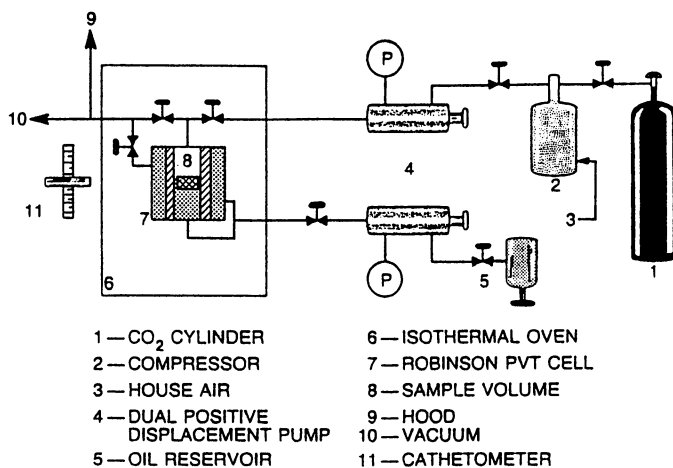 9
P
10
8
2
11
4
7
3
P
6
5
1
1 — CO₂ CYLINDER
2 — COMPRESSOR
3 — HOUSE AIR
4 — DUAL POSITIVE
DISPLACEMENT PUMP
5 — OIL RESERVOIR
6 — ISOTHERMAL OVEN
7 — ROBINSON PVT CELL
8 — SAMPLE VOLUME
9 — HOOD
10 — VACUUM
11 — CATHETOMETER